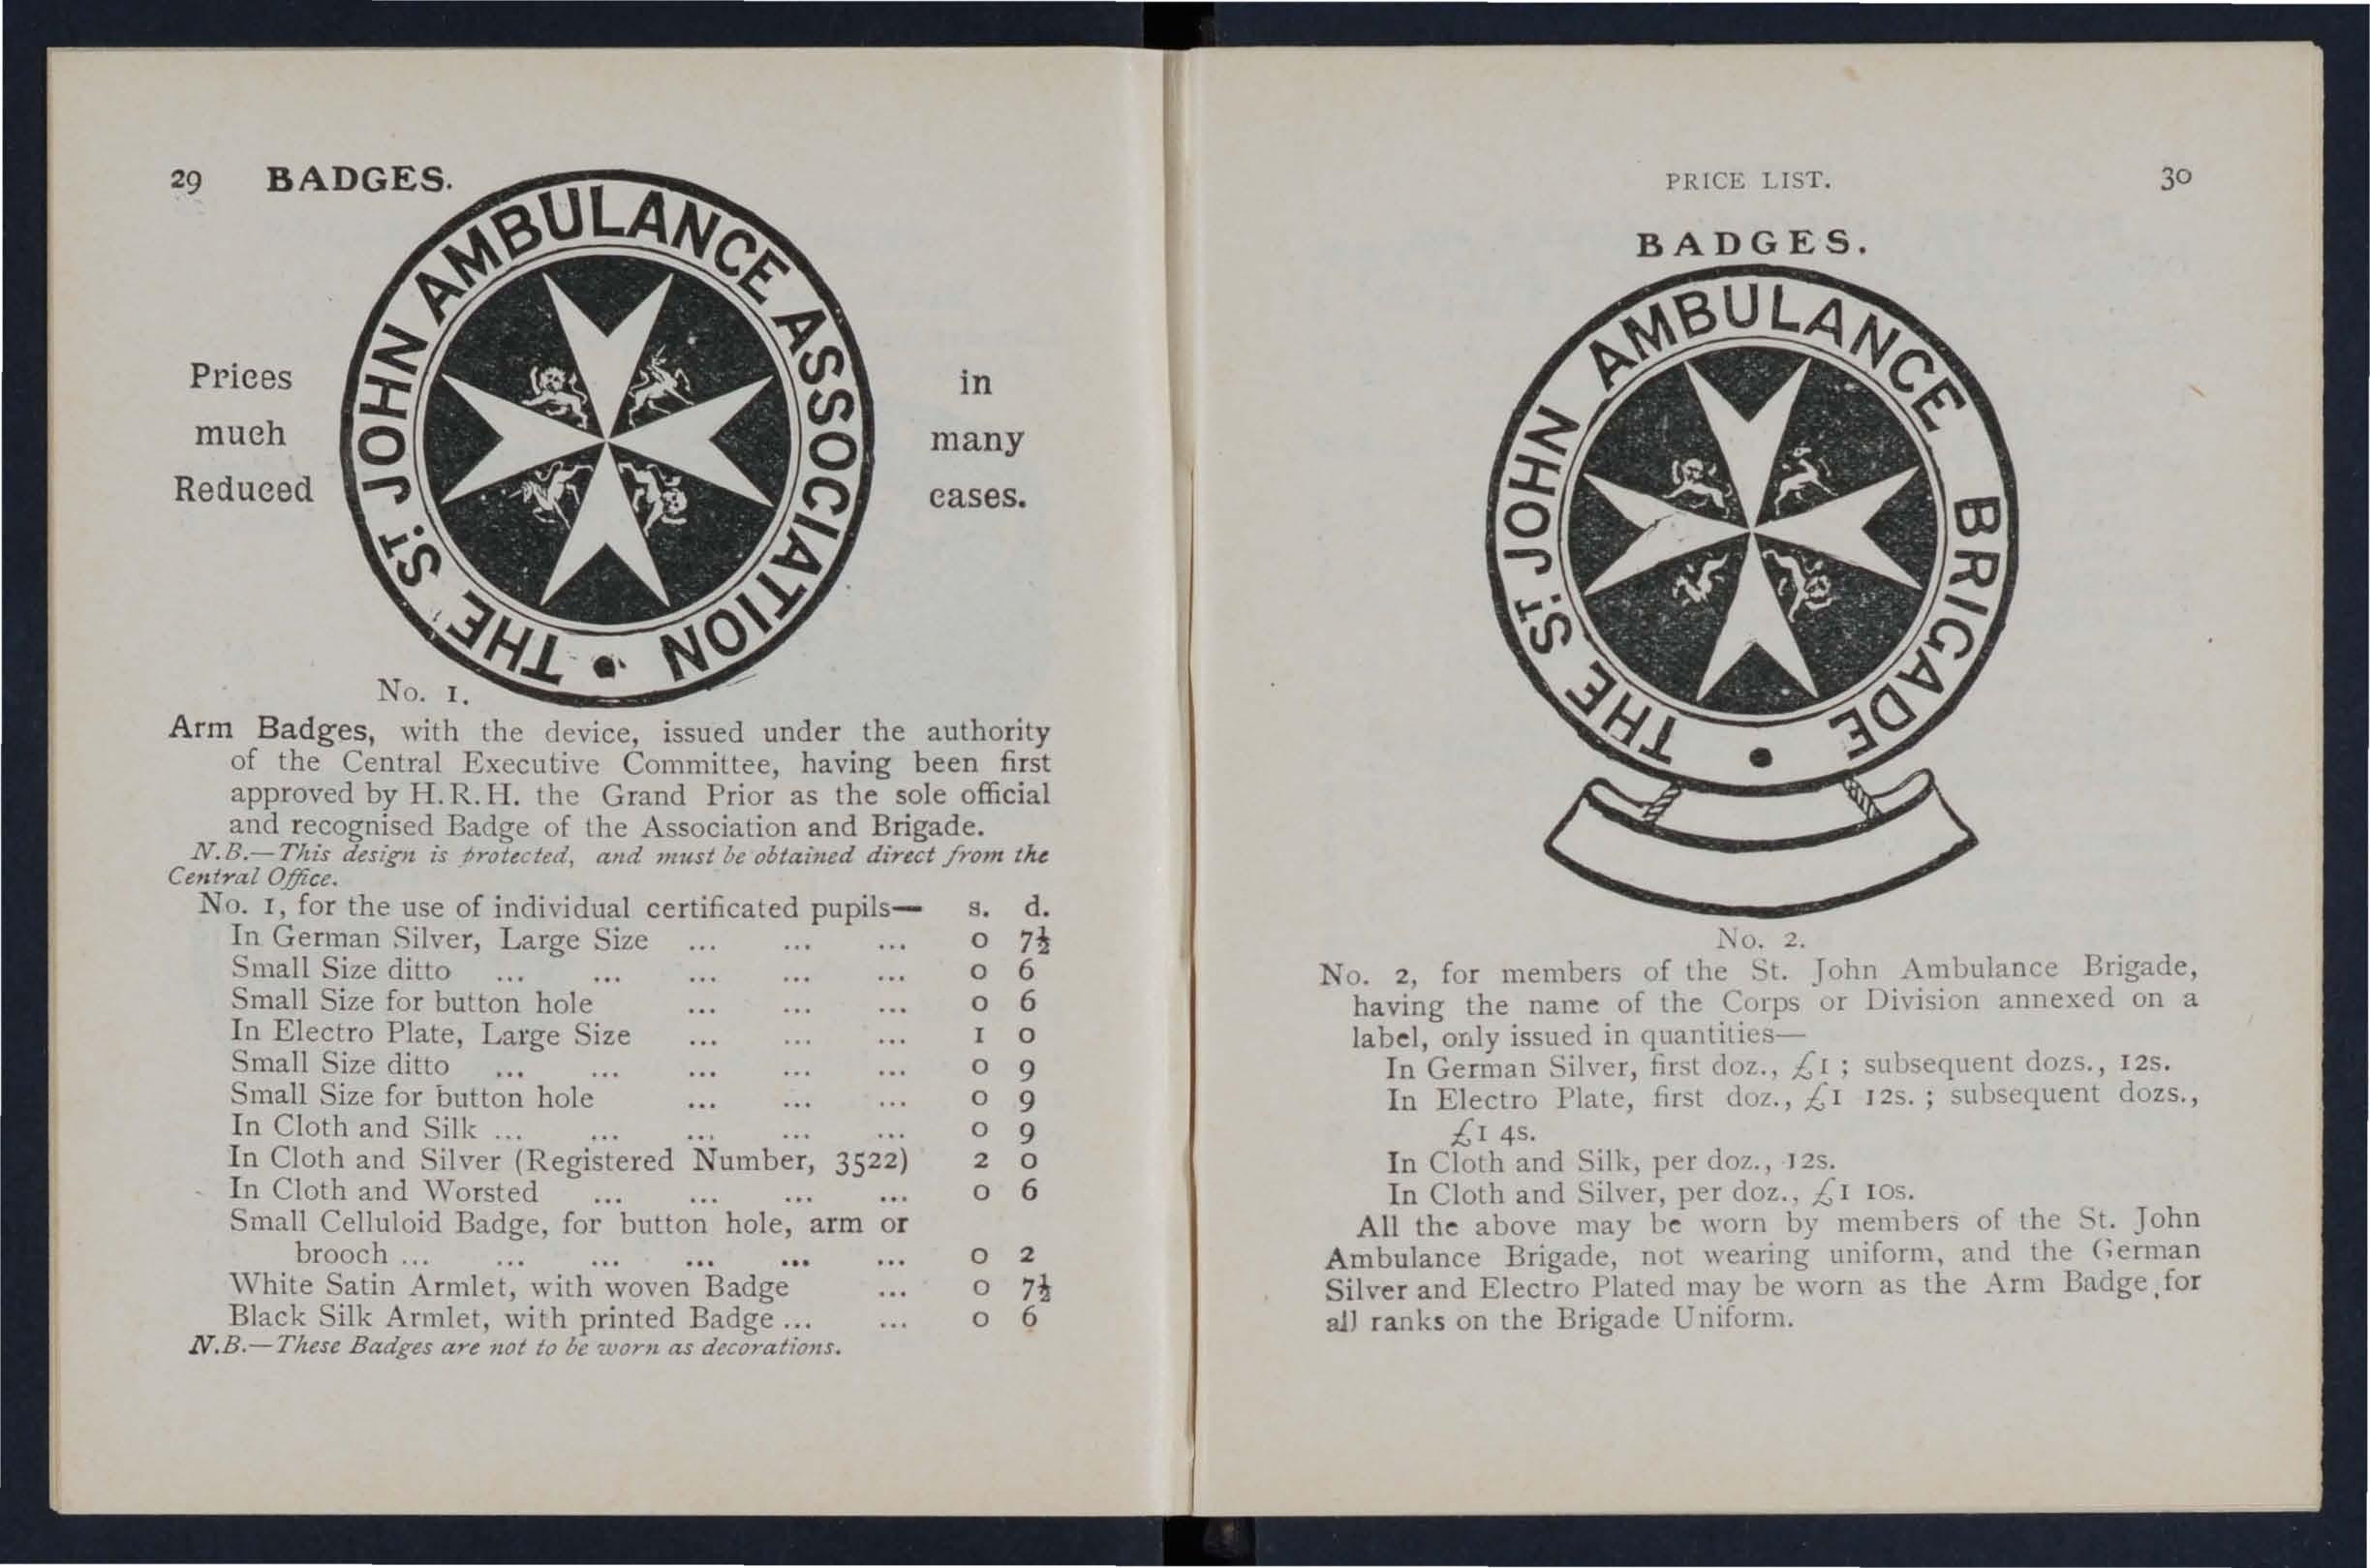 29 BADGES.
THE ST. JOHN AMBULANCE ASSOCIATION
Prices in
much many
Reduced cases.
No. 1.
Arm Badges, with the device, issued under the authority
of the Central Executive Committee, having been first
approved by H.R.H. the Grand Prior as the sole official
and recognised Badge of the Association and Brigade.
N.B.—This design is protected, and must be obtained direct from the
Central Office.
No. 1, for the use of individual certificated pupils— s. d.
In German Silver, Large Size ... ... ... 0 7½
Small Size ditto ... ... ... ... ... 0 6
Small Size for button hole ... ... ... 0 6
In Electro Plate, Large Size ... ... ... 1 0
Small Size ditto ... ... ... ... ... 0 9
Small Size for button hole ... ... ... 0 9
In Cloth and Silk ... ... ... ... ... 0 9
In Cloth and Silver (Registered Number, 3522) 2 0
In Cloth and Worsted ... ... ... ... 0 6
Small Celluloid Badge, for button hole, arm or
brooch ... ... ... ... ... ... 0 2
White Satin Armlet, with woven Badge ... 0 7½
Black Silk Armlet, with printed Badge ... ... 0 6
N.B.—These Badges are not to be worn as decorations.
PRICE LIST. 30
BADGES.
THE ST. JOHN AMBULANCE BRIGADE
No. 2.
No. 2, for members of the St. John Ambulance Brigade,
having the name of the Corps or Division annexed on a
label, only issued in quantities—
In German Silver, first doz., £1 ; subsequent dozs., 12s.
In Electro Plate, first doz., £1 12s. ; subsequent dozs.,
£1 4s.
In Cloth and Silk, per doz., 12s.
In Cloth and Silver, per doz., £1 10s.
All the above may be worn by members of the St. John
Ambulance Brigade, not wearing uniform, and the German
Silver and Electro Plated may be worn as the Arm Badge for
all ranks on the Brigade Uniform.